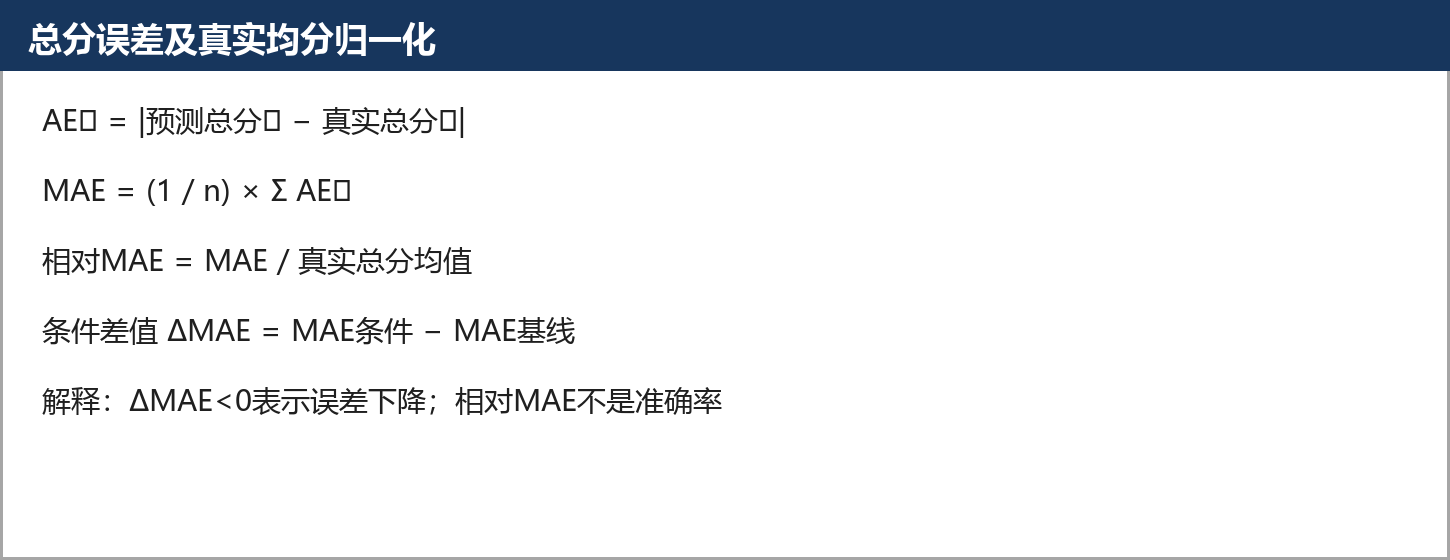 总分误差及真实均分归一化
AE▯ = |预测总分▯ − 真实总分▯|
MAE = (1 / n) × Σ AE▯
相对MAE = MAE / 真实总分均值
条件差值 ΔMAE = MAE条件 − MAE基线
解释：ΔMAE<0表示误差下降；相对MAE不是准确率